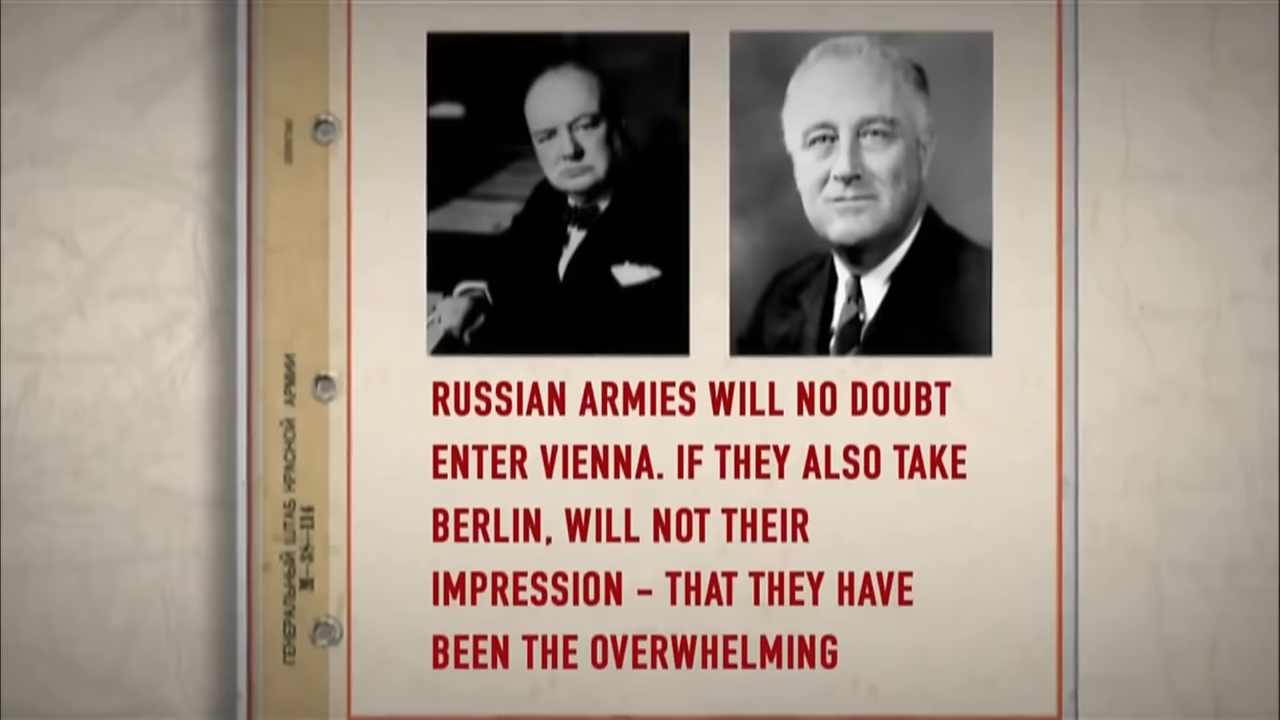 RUSSIAN ARMIES WILL NO DOUBT
ENTER VIENNA. IF THEY ALSO TAKE
BERLIN, WILL NOT THEIR
IMPRESSION – THAT THEY HAVE
BEEN THE OVERWHELMING
ГЕНЕРАЛЬНЫЙ ШТАБ КРАСНОЙ АРМИИ